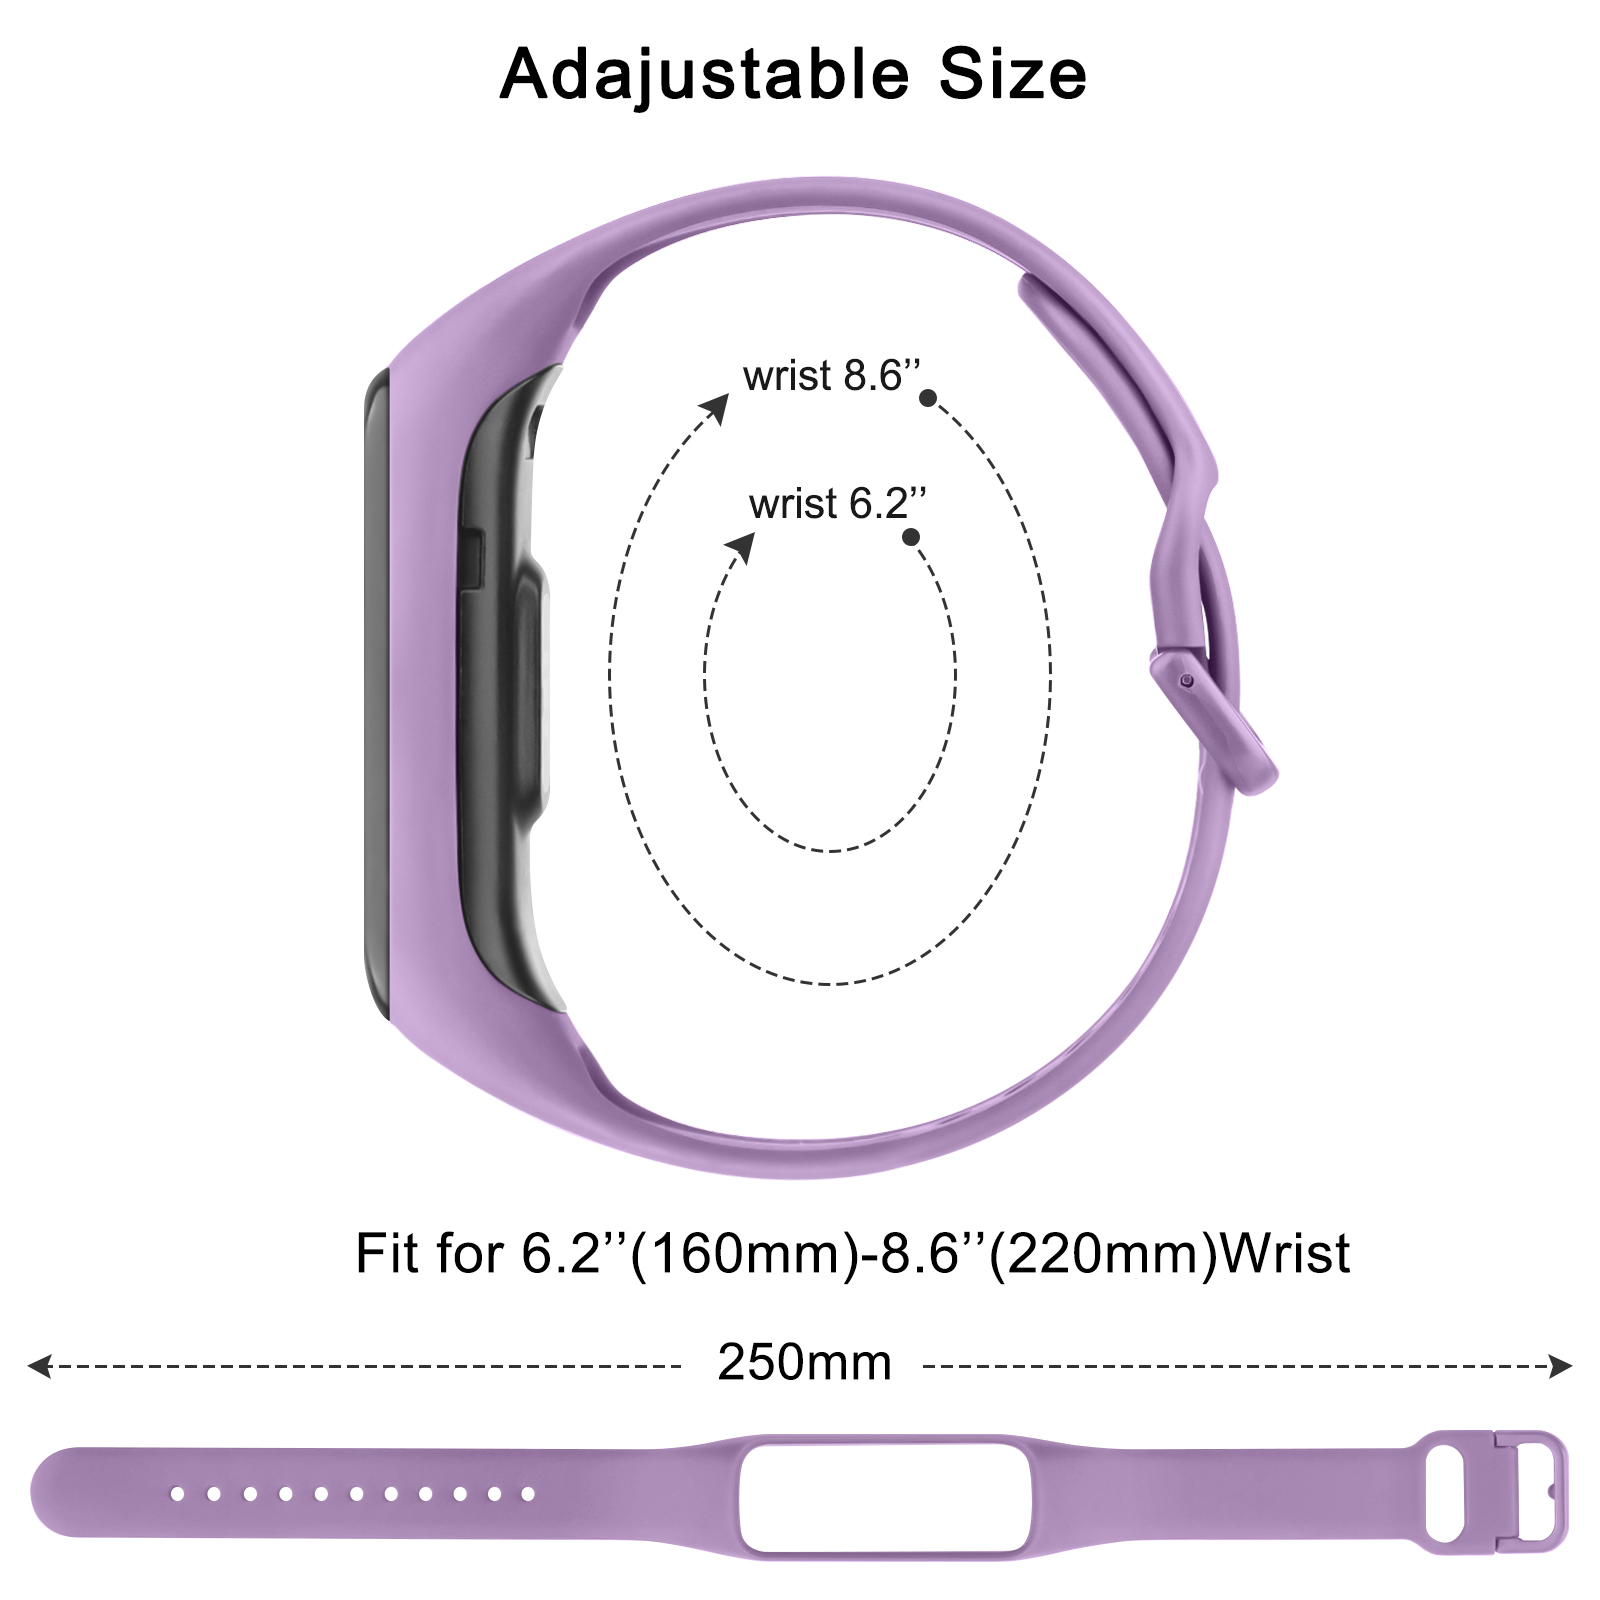 Adajustable Size
wrist 8.6’’
wrist 6.2’’
Fit for 6.2’’(160mm)-8.6’’(220mm)Wrist
250mm